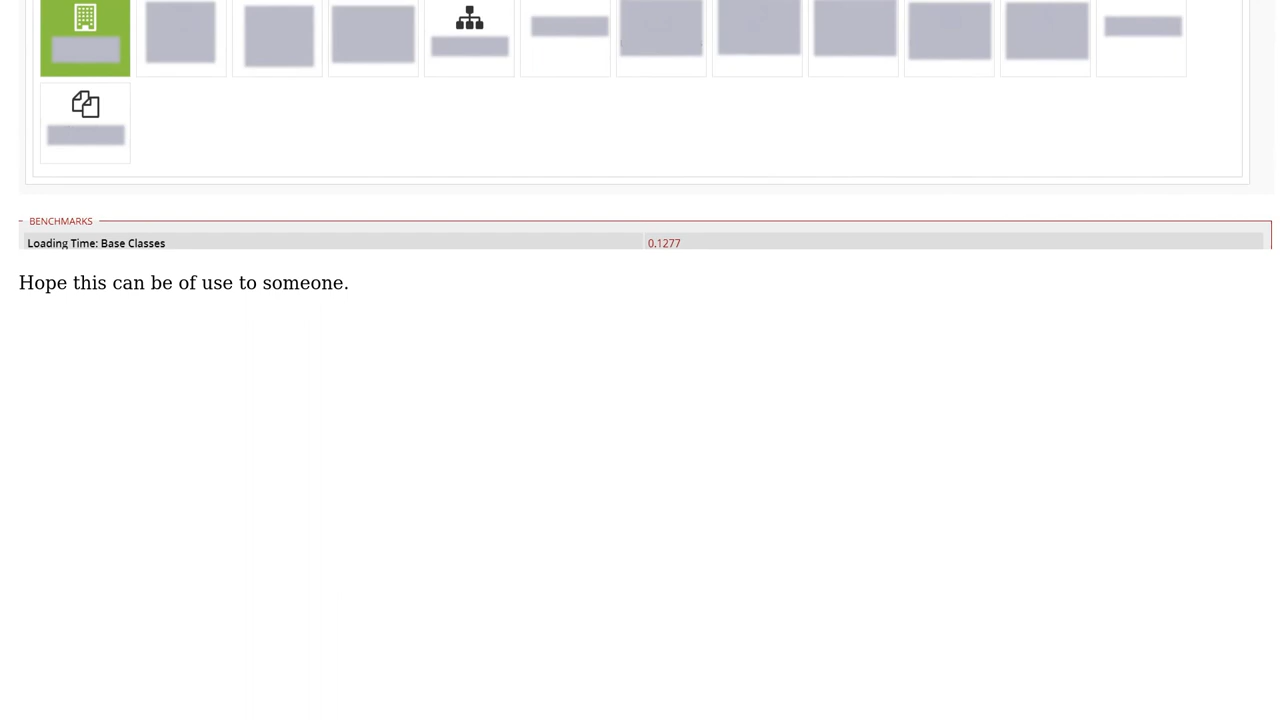 BENCHMARKS
Loading Time: Base Classes 0.1277
Hope this can be of use to someone.